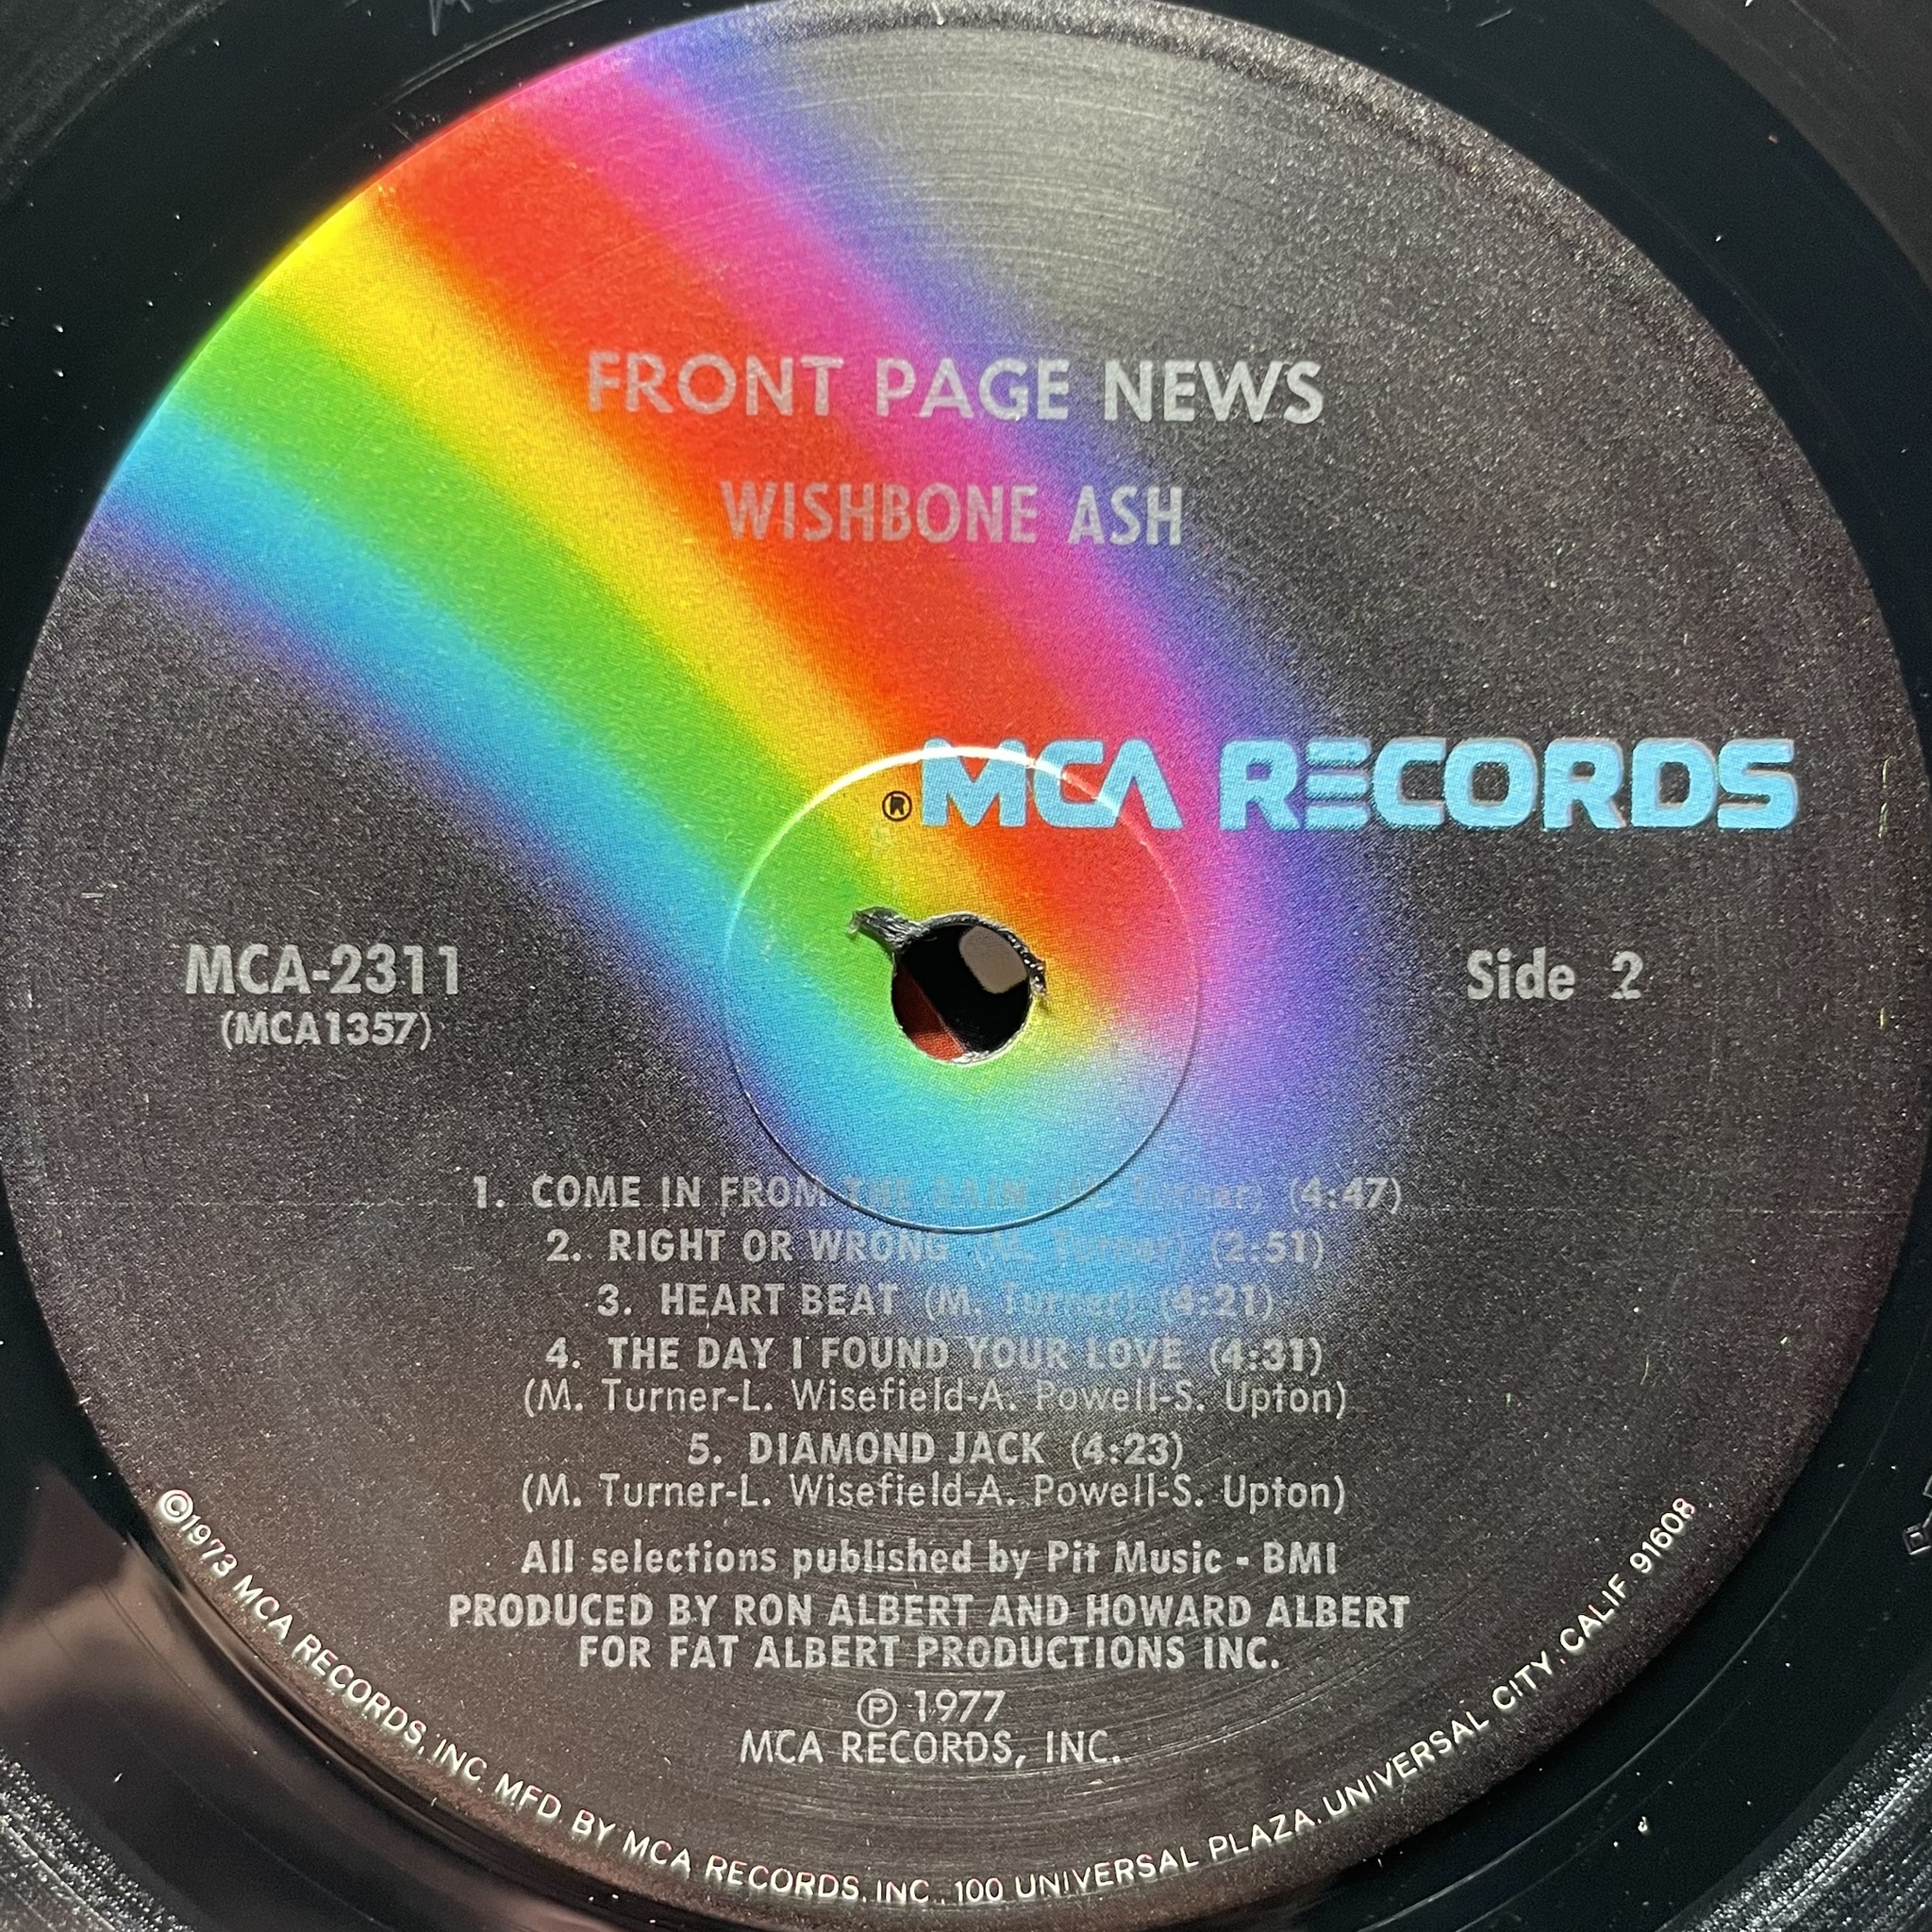 FRONT PAGE NEWS
WISHBONE ASH
® MCA RECORDS
MCA-2311
(MCA1357)
Side 2
1. COME IN FROM THE RAIN Turner) (4:47)
2. RIGHT OR WRONG (M. Turner) (2:51)
3. HEART BEAT (M. Turner) (4:21)
4. THE DAY I FOUND YOUR LOVE (4:31)
(M. Turner-L. Wisefield-A. Powell-S. Upton)
5. DIAMOND JACK (4:23)
(M. Turner-L. Wisefield-A. Powell-S. Upton)
All selections published by Pit Music - BMI
PRODUCED BY RON ALBERT AND HOWARD ALBERT
FOR FAT ALBERT PRODUCTIONS INC.
℗ 1977
MCA RECORDS, INC.
©1973 MCA RECORDS, INC. MFD. BY MCA RECORDS, INC., 100 UNIVERSAL PLAZA, UNIVERSAL CITY, CALIF. 91608